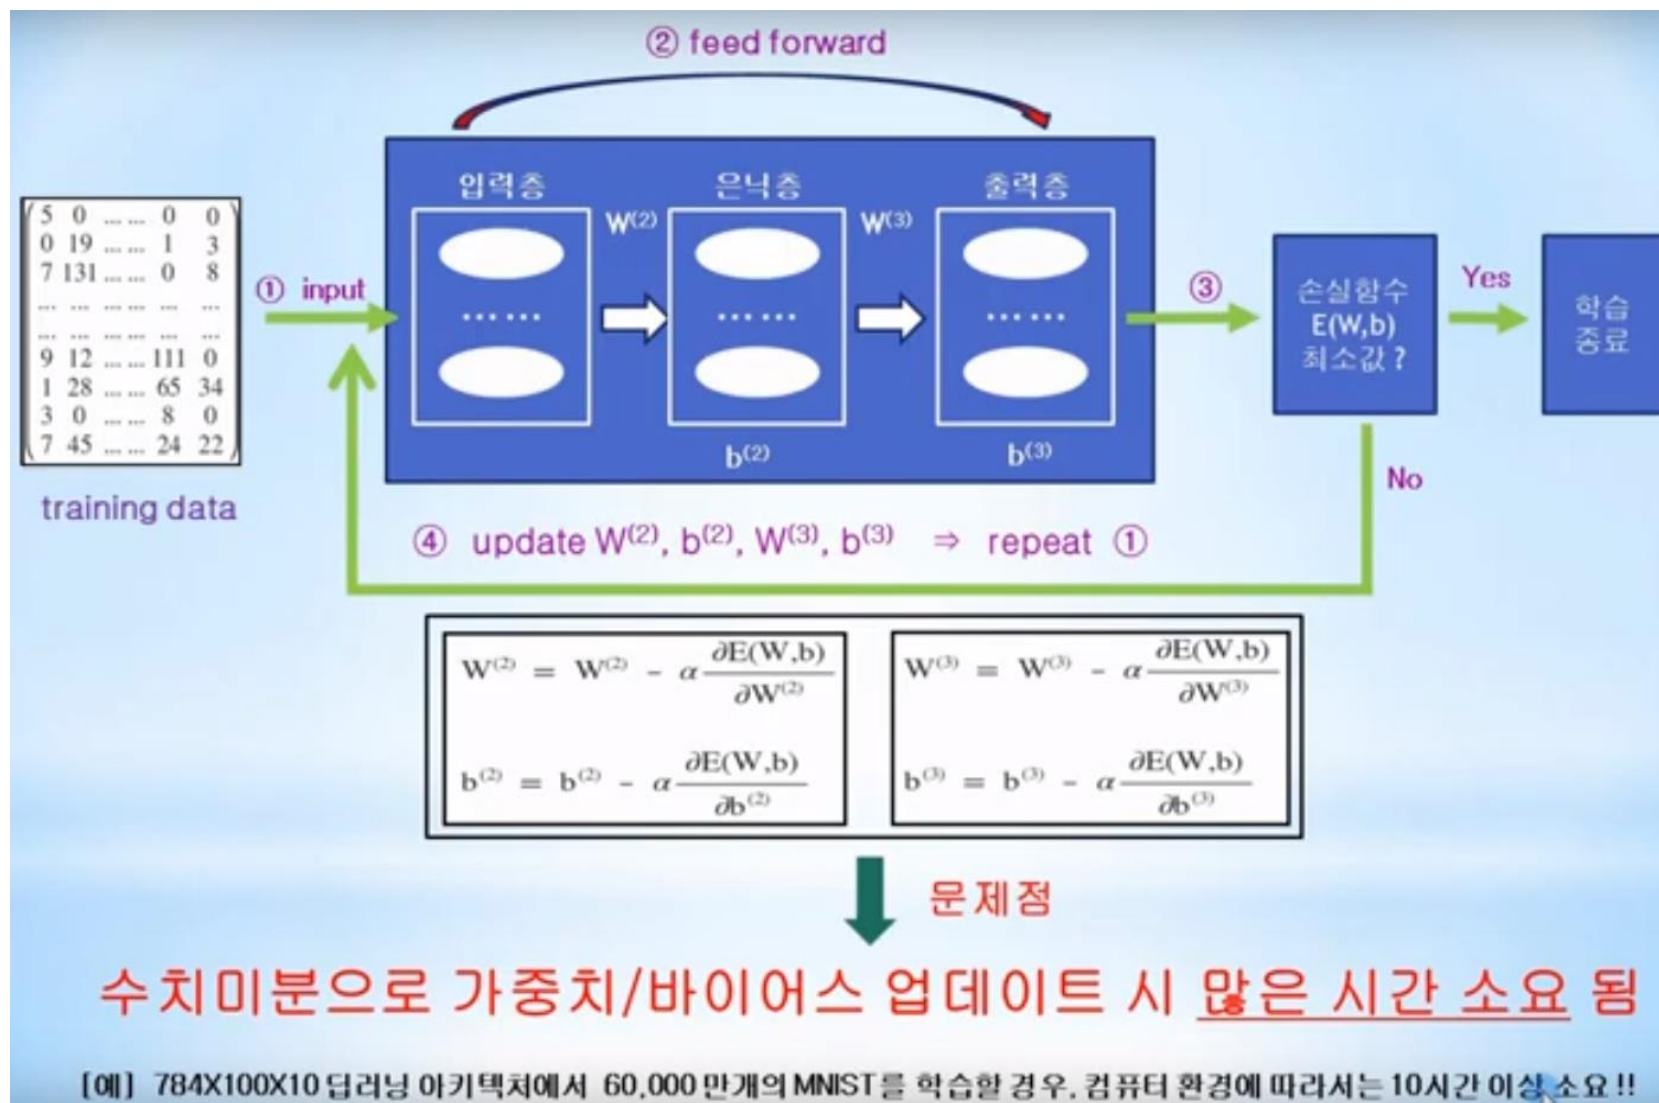 ② feed forward
입력층 은닉층 출력층
W(2) W(3)
5 0 ... ... 0 0
0 19 ... ... 1 3
7 131 ... ... 0 8
... ... ... ... ... ...
... ... ... ... ... ...
9 12 ... ... 111 0
1 28 ... ... 65 34
3 0 ... ... 8 0
7 45 ... ... 24 22
training data
① input
...... ...... ......
b(2) b(3)
③
손실함수
E(W,b)
최소값 ?
Yes
학습
종료
No
④ update W(2), b(2), W(3), b(3) ⇒ repeat ①
W(2) = W(2) - α ∂E(W,b) / ∂W(2)
b(2) = b(2) - α ∂E(W,b) / ∂b(2)
W(3) = W(3) - α ∂E(W,b) / ∂W(3)
b(3) = b(3) - α ∂E(W,b) / ∂b(3)
문제점
수치미분으로 가중치/바이어스 업데이트 시 많은 시간 소요 됨
[예] 784X100X10 딥러닝 아키텍처에서 60,000 만개의 MNIST를 학습할 경우, 컴퓨터 환경에 따라서는 10시간 이상 소요 !!